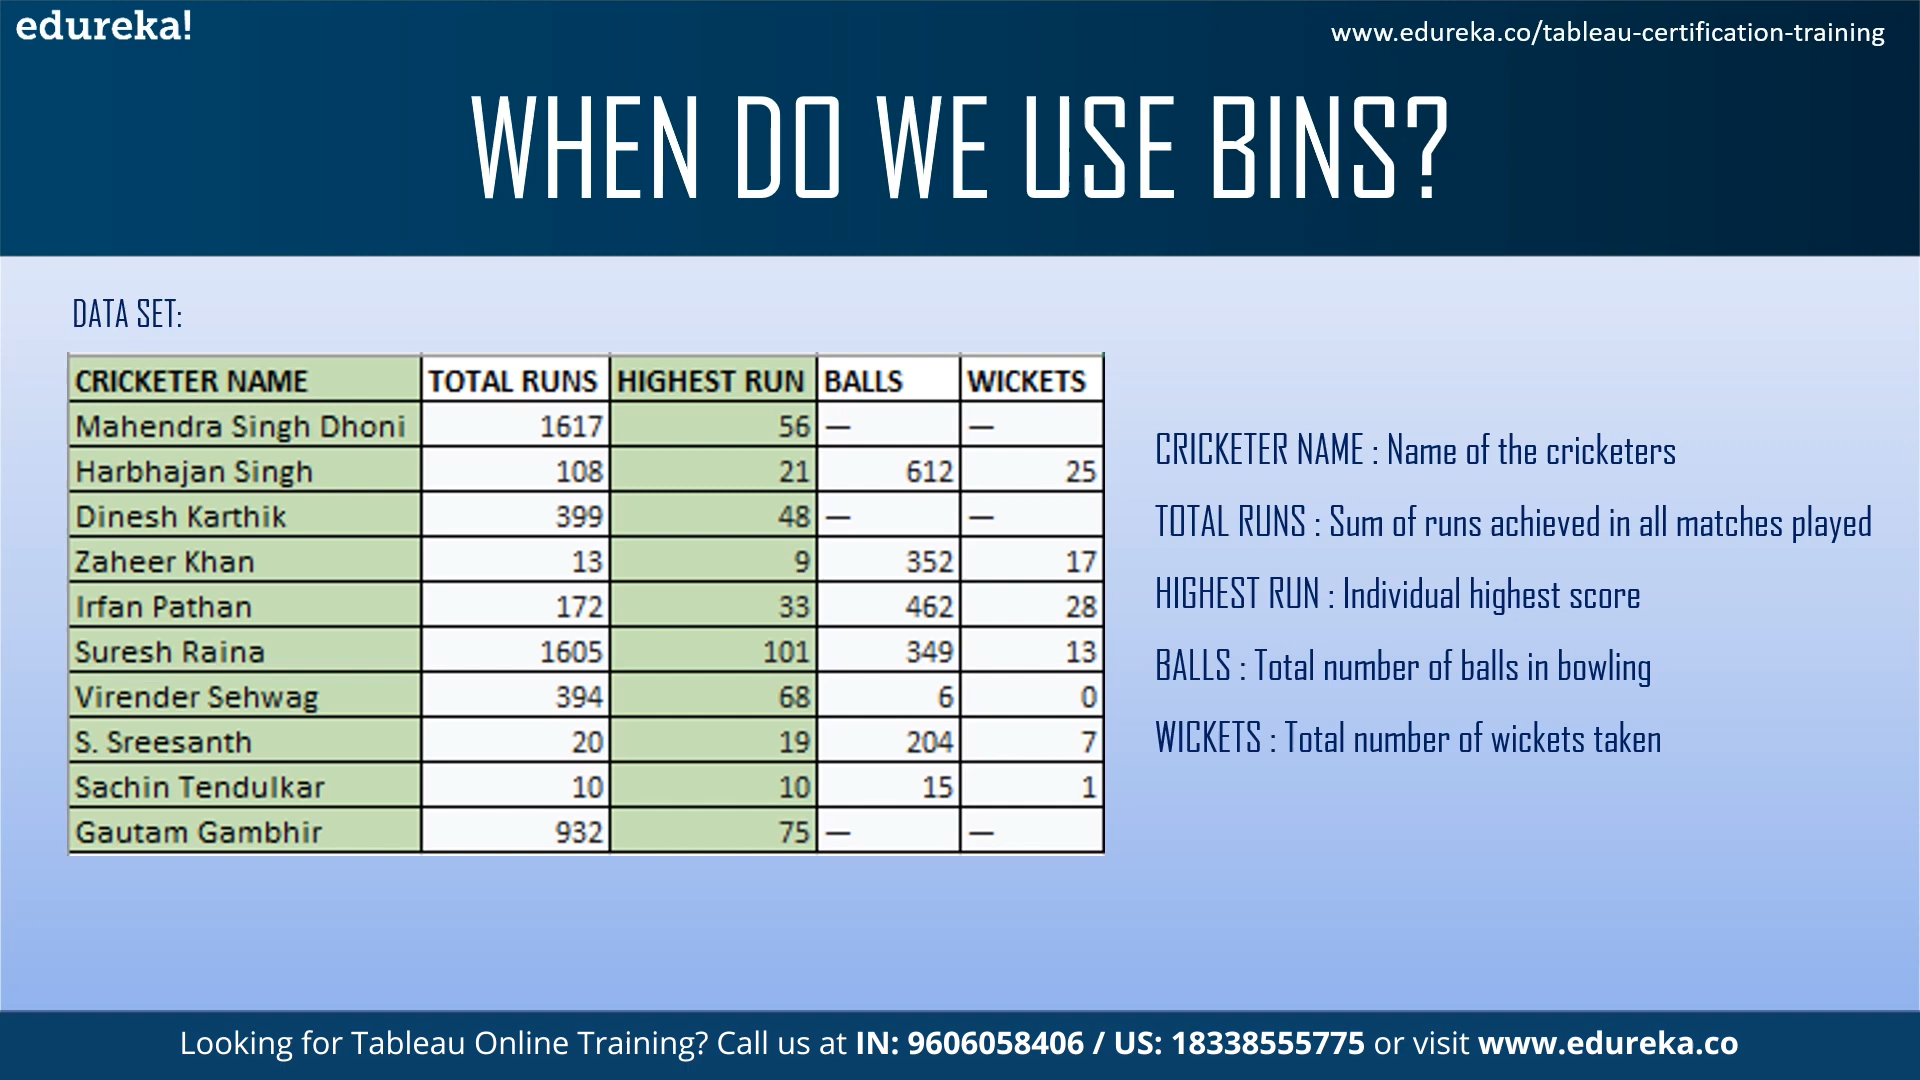 edureka!
www.edureka.co/tableau-certification-training
WHEN DO WE USE BINS?
DATA SET:
CRICKETER NAME TOTAL RUNS HIGHEST RUN BALLS WICKETS
Mahendra Singh Dhoni 1617 56 — —
Harbhajan Singh 108 21 612 25
Dinesh Karthik 399 48 — —
Zaheer Khan 13 9 352 17
Irfan Pathan 172 33 462 28
Suresh Raina 1605 101 349 13
Virender Sehwag 394 68 6 0
S. Sreesanth 20 19 204 7
Sachin Tendulkar 10 10 15 1
Gautam Gambhir 932 75 — —
CRICKETER NAME : Name of the cricketers
TOTAL RUNS : Sum of runs achieved in all matches played
HIGHEST RUN : Individual highest score
BALLS : Total number of balls in bowling
WICKETS : Total number of wickets taken
Looking for Tableau Online Training? Call us at IN: 9606058406 / US: 18338555775 or visit www.edureka.co